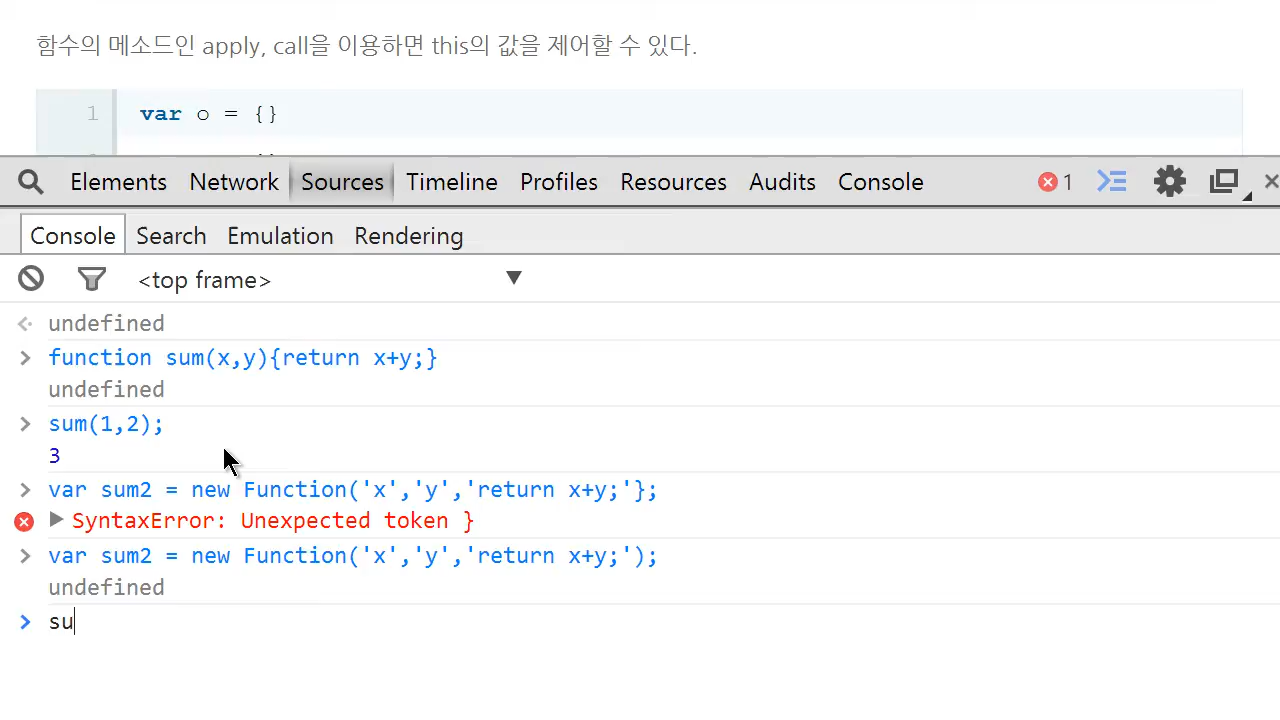 함수의 메소드인 apply, call을 이용하면 this의 값을 제어할 수 있다.
1 var o = {}
Elements Network Sources Timeline Profiles Resources Audits Console 1
Console Search Emulation Rendering
<top frame>
undefined
function sum(x,y){return x+y;}
undefined
sum(1,2);
3
var sum2 = new Function('x','y','return x+y;'};
SyntaxError: Unexpected token }
var sum2 = new Function('x','y','return x+y;');
undefined
su